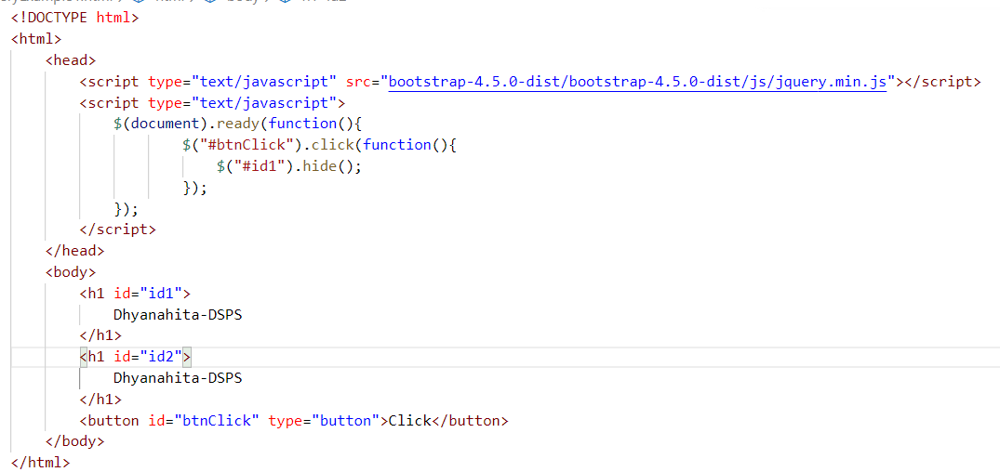 <!DOCTYPE html>
<html>
<head>
<script type="text/javascript" src="bootstrap-4.5.0-dist/bootstrap-4.5.0-dist/js/jquery.min.js"></script>
<script type="text/javascript">
$(document).ready(function(){
$("#btnClick").click(function(){
$("#id1").hide();
});
});
</script>
</head>
<body>
<h1 id="id1">
Dhyanahita-DSPS
</h1>
<h1 id="id2">
Dhyanahita-DSPS
</h1>
<button id="btnClick" type="button">Click</button>
</body>
</html>